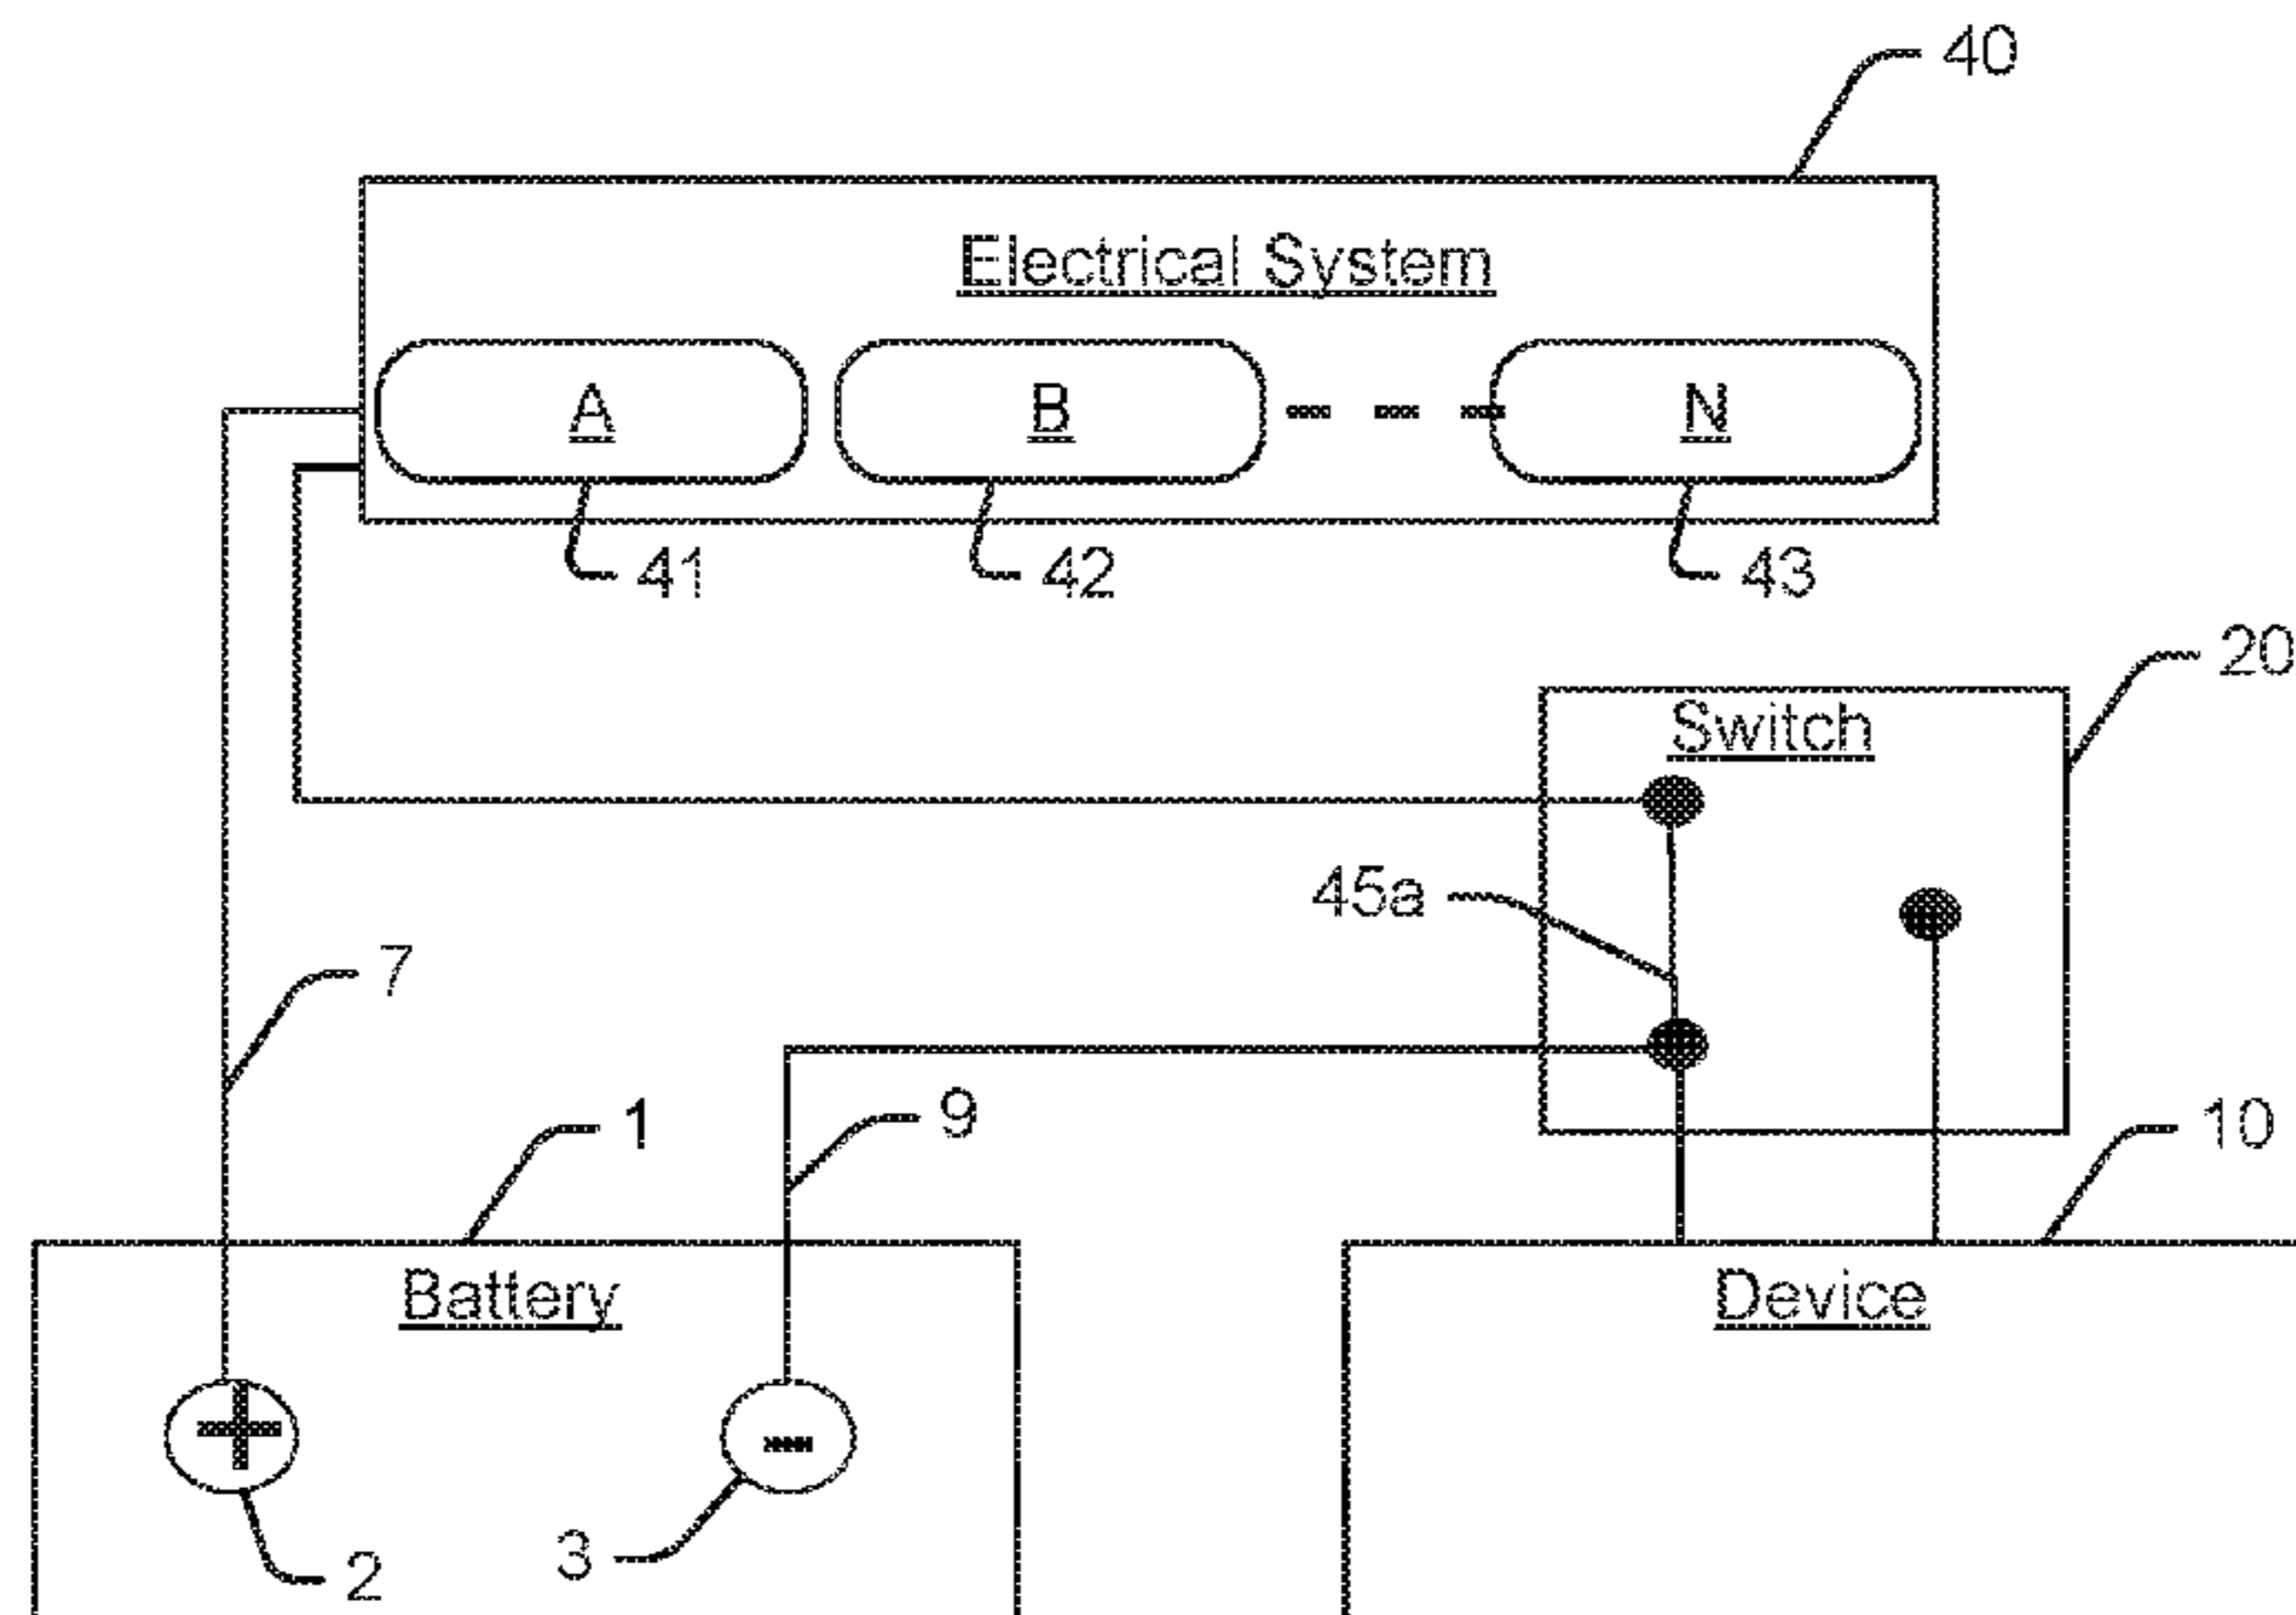 40
Electrical System
A B N
41 42 43
20
Switch
45a
7
1 9 10
Battery Device
+ -
2 3